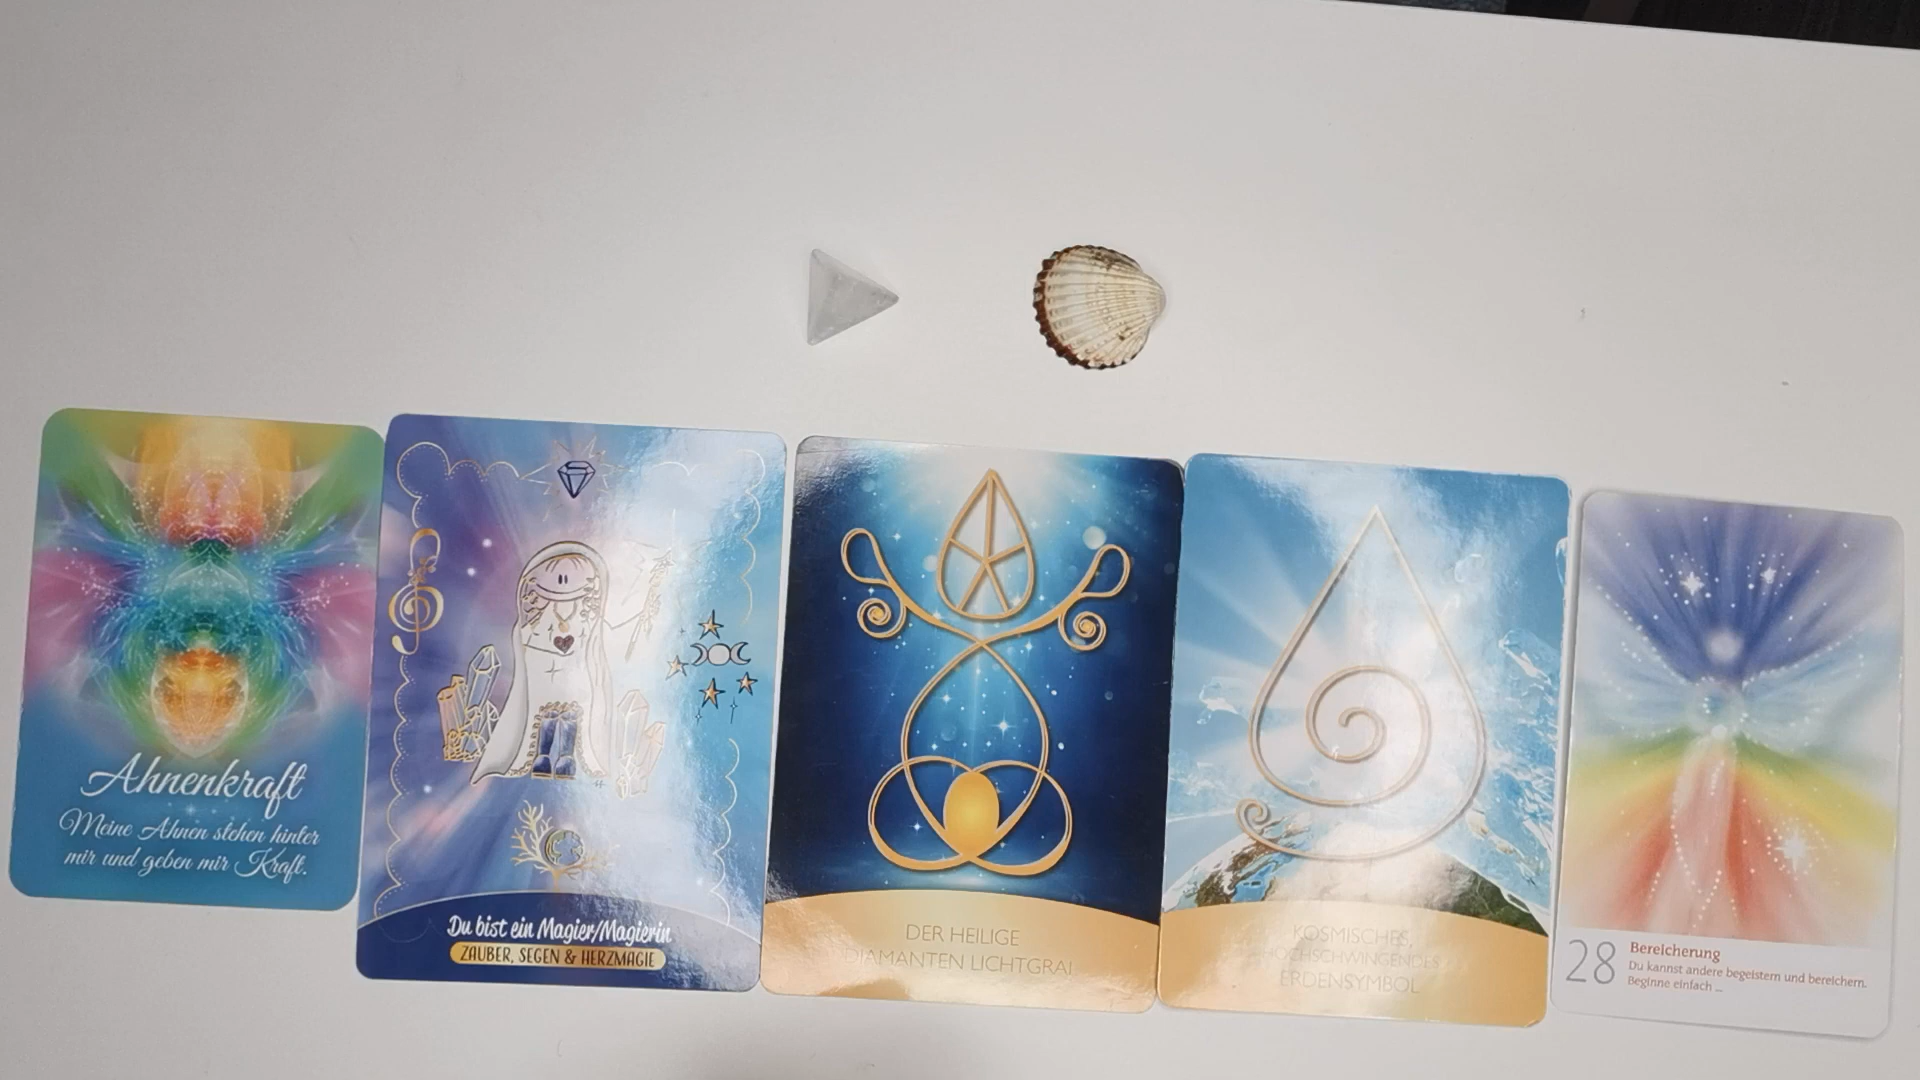 Ahnenkraft
Meine Ahnen stehen hinter
mir und geben mir Kraft.
Du bist ein Magier/Magierin
ZAUBER, SEGEN & HERZMAGIE
DER HEILIGE
DIAMANTEN LICHTGRAL
KOSMISCHES,
HOCHSCHWINGENDES
ERDENSYMBOL
28
Bereicherung
Du kannst andere begeistern und bereichern.
Beginne einfach ...